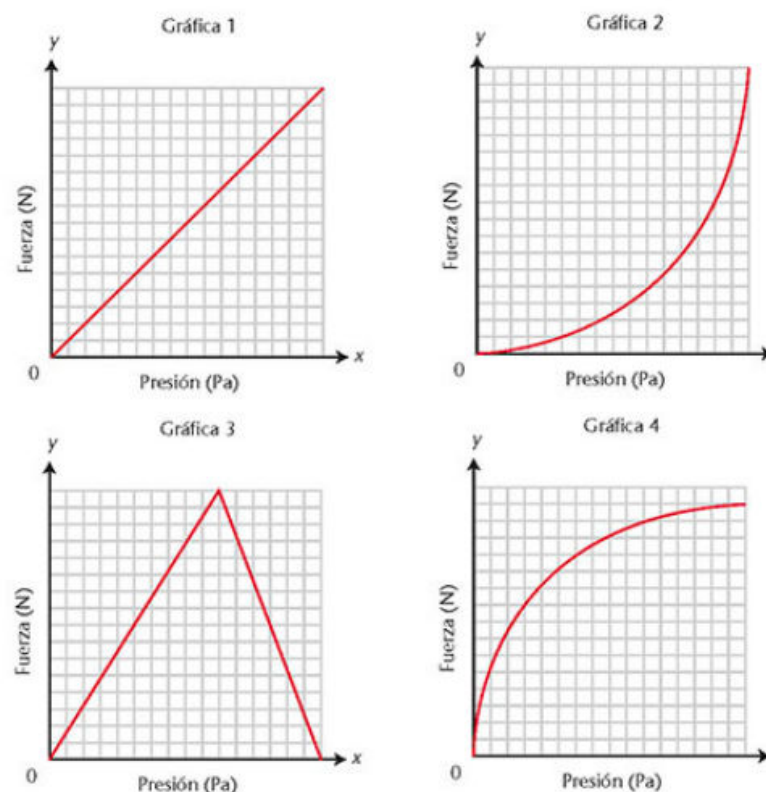 Gráfica 1
y
Fuerza (N)
0
x
Presión (Pa)
Gráfica 2
y
Fuerza (N)
0
Presión (Pa)
Gráfica 3
y
Fuerza (N)
0
x
Presión (Pa)
Gráfica 4
y
Fuerza (N)
0
Presión (Pa)